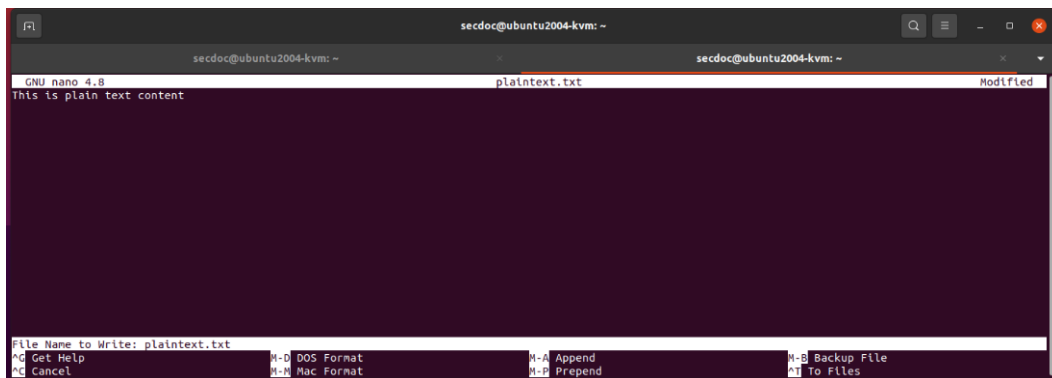 secdoc@ubuntu2004-kvm: ~
secdoc@ubuntu2004-kvm: ~ secdoc@ubuntu2004-kvm: ~
GNU nano 4.8 plaintext.txt Modified
This is plain text content
File Name to Write: plaintext.txt
^G Get Help M-D DOS Format M-A Append M-B Backup File
^C Cancel M-M Mac Format M-P Prepend ^T To Files